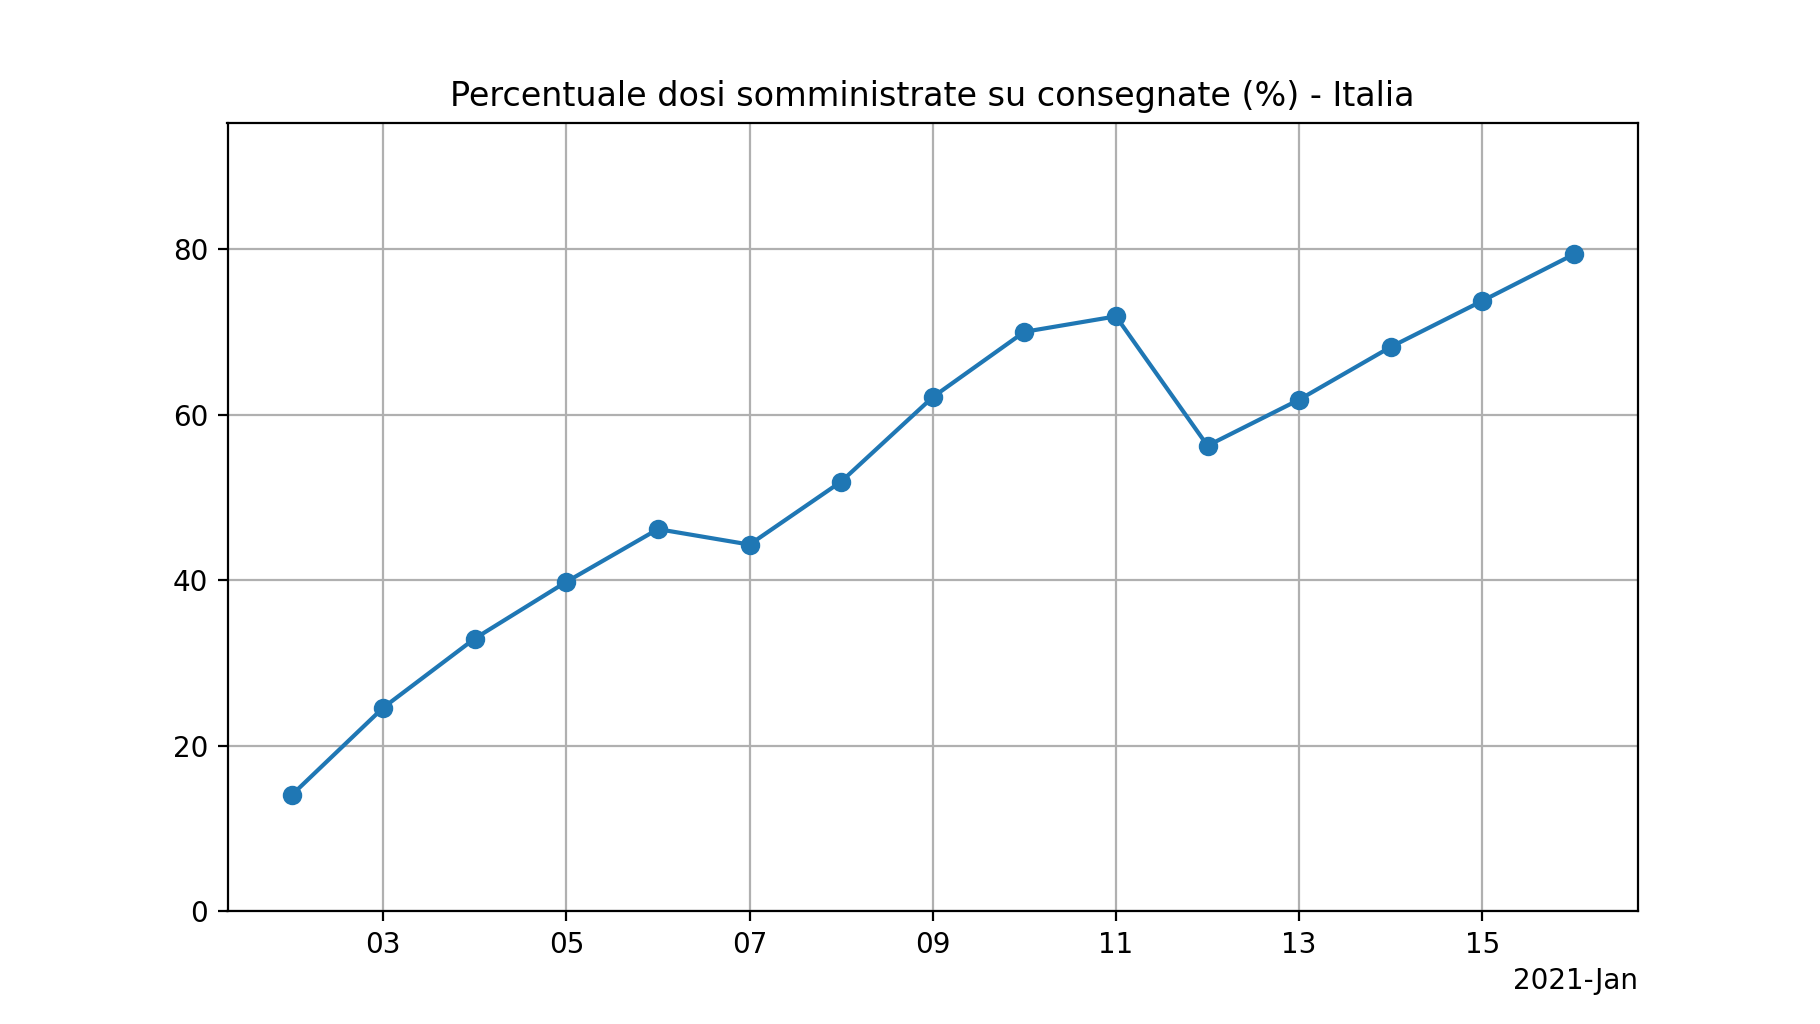 Percentuale dosi somministrate su consegnate (%) - Italia
80
60
40
20
0
03 05 07 09 11 13 15
2021-Jan